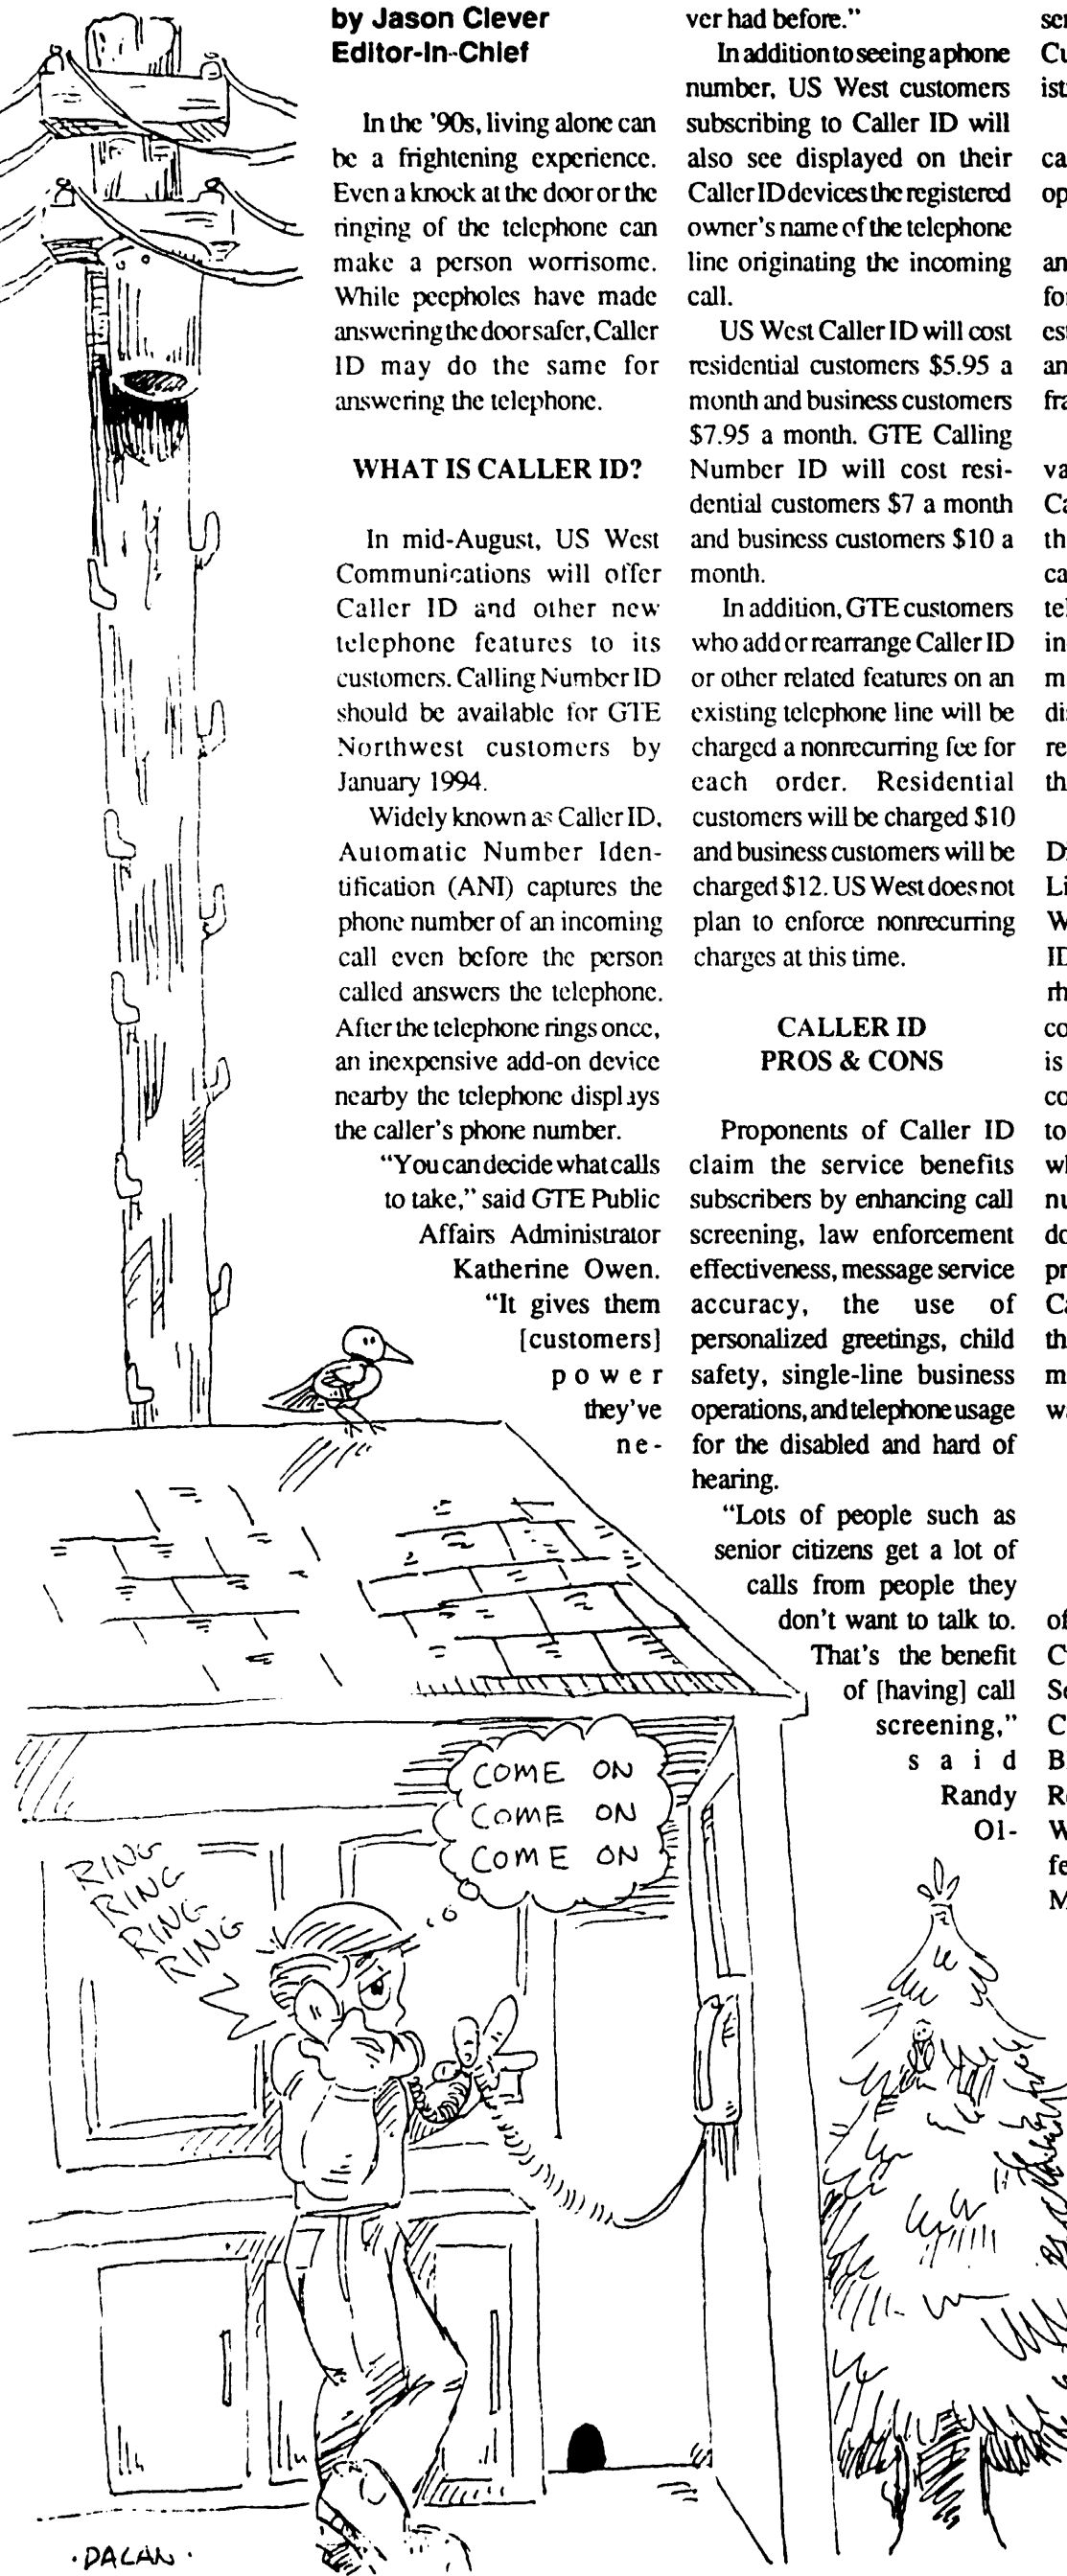 by Jason Clever
Editor-In-Chief
In the '90s, living alone can
be a frightening experience.
Even a knock at the door or the
ringing of the telephone can
make a person worrisome.
While peepholes have made
answering the door safer, Caller
ID may do the same for
answering the telephone.
WHAT IS CALLER ID?
In mid-August, US West
Communications will offer
Caller ID and other new
telephone features to its
customers. Calling Number ID
should be available for GTE
Northwest customers by
January 1994.
Widely known as Caller ID,
Automatic Number Iden-
tification (ANI) captures the
phone number of an incoming
call even before the person
called answers the telephone.
After the telephone rings once,
an inexpensive add-on device
nearby the telephone displays
the caller's phone number.
"You can decide what calls
to take," said GTE Public
Affairs Administrator
Katherine Owen.
"It gives them
[customers]
power
they've
ne-
ver had before."
In addition to seeing a phone
number, US West customers
subscribing to Caller ID will
also see displayed on their
Caller ID devices the registered
owner's name of the telephone
line originating the incoming
call.
US West Caller ID will cost
residential customers $5.95 a
month and business customers
$7.95 a month. GTE Calling
Number ID will cost resi-
dential customers $7 a month
and business customers $10 a
month.
In addition, GTE customers
who add or rearrange Caller ID
or other related features on an
existing telephone line will be
charged a nonrecurring fee for
each order. Residential
customers will be charged $10
and business customers will be
charged $12. US West does not
plan to enforce nonrecurring
charges at this time.
CALLER ID
PROS & CONS
Proponents of Caller ID
claim the service benefits
subscribers by enhancing call
screening, law enforcement
effectiveness, message service
accuracy, the use of
personalized greetings, child
safety, single-line business
operations, and telephone usage
for the disabled and hard of
hearing.
"Lots of people such as
senior citizens get a lot of
calls from people they
don't want to talk to.
That's the benefit
of [having] call
screening,"
said
Randy
Ol-
COME ON
COME ON
COME ON
RING
RING
RING
RING
·DACAN·